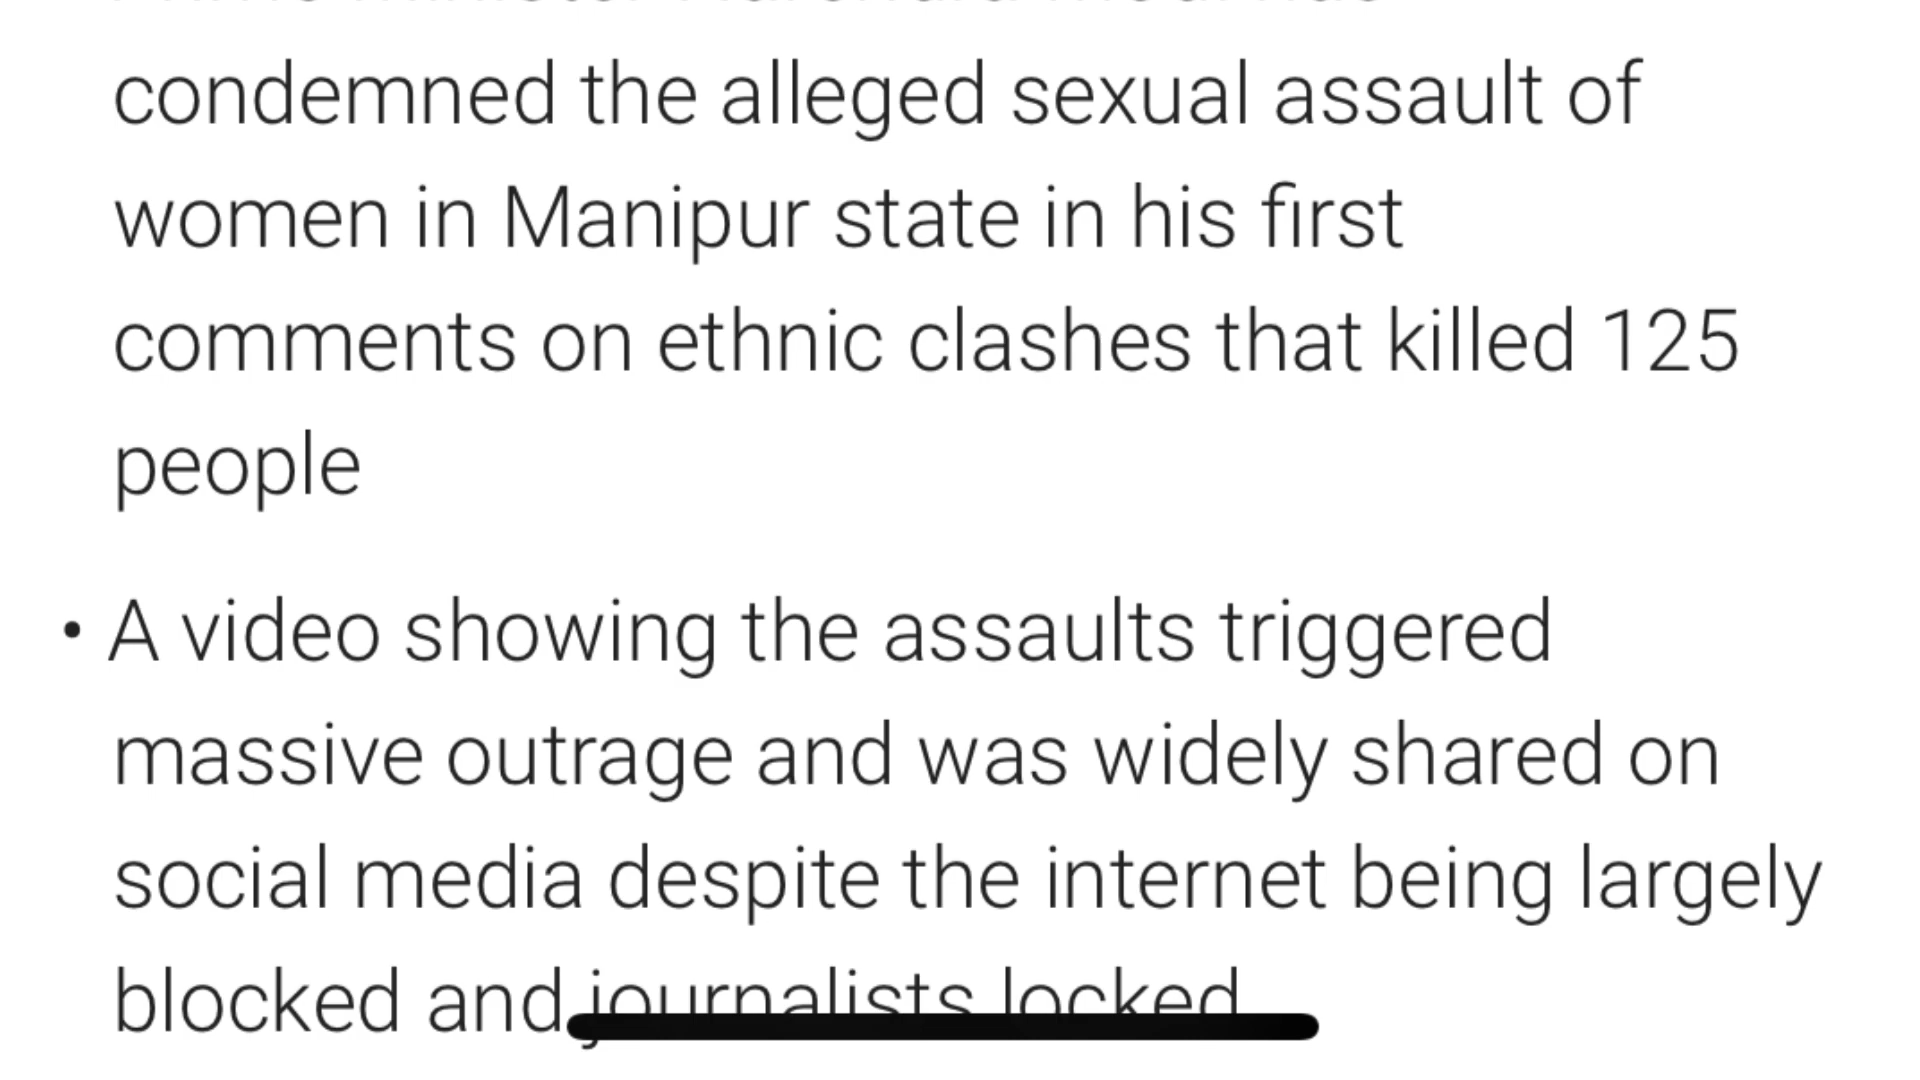 condemned the alleged sexual assault of
women in Manipur state in his first
comments on ethnic clashes that killed 125
people
• A video showing the assaults triggered
massive outrage and was widely shared on
social media despite the internet being largely
blocked and journalists locked